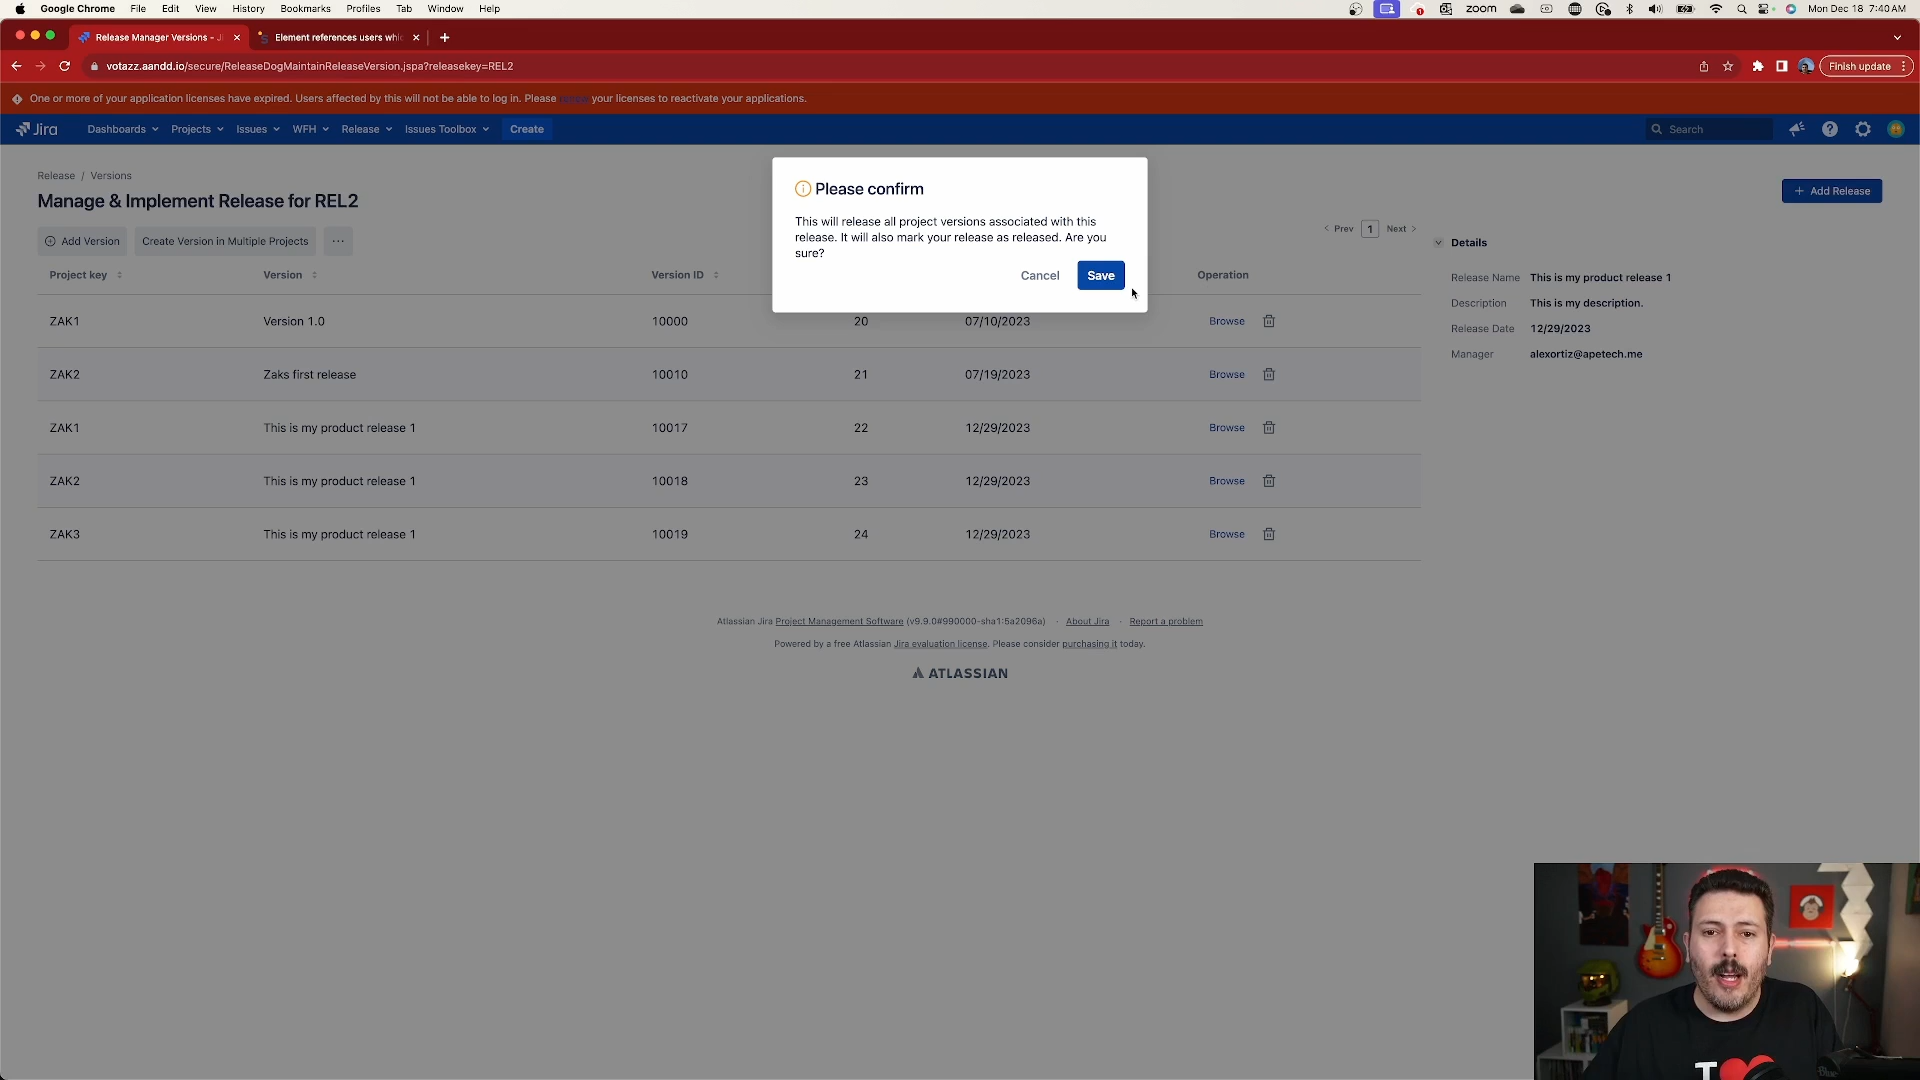 Google Chrome File Edit View History Bookmarks Profiles Tab Window Help
zoom Mon Dec 18 7:40 AM
Release Manager Versions - J
Element references users whi
votazz.aandd.io/secure/ReleaseDogMaintainReleaseVersion.jspa?releasekey=REL2
Finish update
One or more of your application licenses have expired. Users affected by this will not be able to log in. Please renew your licenses to reactivate your applications.
Jira Dashboards Projects Issues WFH Release Issues Toolbox Create
Search
Release / Versions
Manage & Implement Release for REL2
+ Add Release
Add Version Create Version in Multiple Projects ...
Prev 1 Next
Please confirm
This will release all project versions associated with this
release. It will also mark your release as released. Are you
sure?
Cancel Save
Project key Version Version ID Operation
ZAK1 Version 1.0 10000 20 07/10/2023 Browse
ZAK2 Zaks first release 10010 21 07/19/2023 Browse
ZAK1 This is my product release 1 10017 22 12/29/2023 Browse
ZAK2 This is my product release 1 10018 23 12/29/2023 Browse
ZAK3 This is my product release 1 10019 24 12/29/2023 Browse
Details
Release Name This is my product release 1
Description This is my description.
Release Date 12/29/2023
Manager alexortiz@apetech.me
Atlassian Jira Project Management Software (v9.9.0#990000-sha1:5a2096a) · About Jira · Report a problem
Powered by a free Atlassian Jira evaluation license. Please consider purchasing it today.
ATLASSIAN
I
Blue